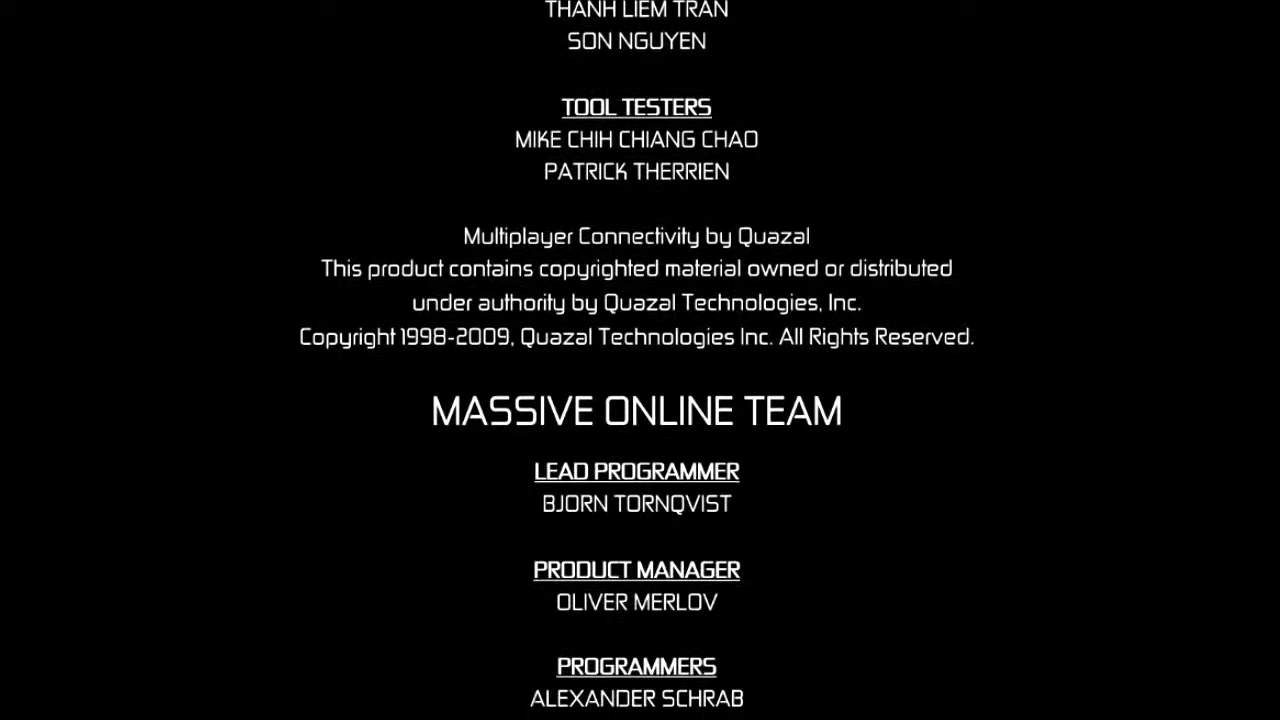 THANH LIEM TRAN
SON NGUYEN
TOOL TESTERS
MIKE CHIH CHIANG CHAO
PATRICK THERRIEN
Multiplayer Connectivity by Quazal
This product contains copyrighted material owned or distributed
under authority by Quazal Technologies, Inc.
Copyright 1998-2009, Quazal Technologies Inc. All Rights Reserved.
MASSIVE ONLINE TEAM
LEAD PROGRAMMER
BJORN TORNQVIST
PRODUCT MANAGER
OLIVER MERLOV
PROGRAMMERS
ALEXANDER SCHRAB